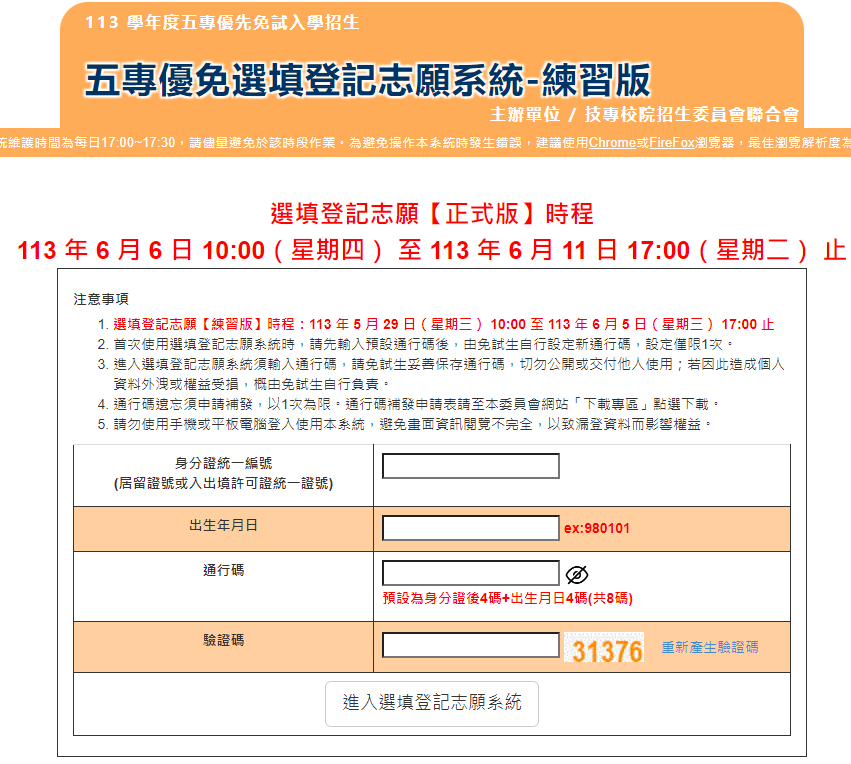 113 學年度五專優先免試入學招生
五專優免選填登記志願系統-練習版
主辦單位 / 技專校院招生委員會聯合會
統維護時間為每日17:00~17:30，請儘量避免於該時段作業。為避免操作本系統時發生錯誤，建議使用Chrome或FireFox瀏覽器，最佳瀏覽解析度為
選填登記志願【正式版】時程
113 年 6 月 6 日 10:00（星期四） 至 113 年 6 月 11 日 17:00（星期二） 止
注意事項
1. 選填登記志願【練習版】時程：113 年 5 月 29 日（星期三） 10:00 至 113 年 6 月 5 日（星期三） 17:00 止
2. 首次使用選填登記志願系統時，請先輸入預設通行碼後，由免試生自行設定新通行碼，設定僅限1次。
3. 進入選填登記志願系統須輸入通行碼，請免試生妥善保存通行碼，切勿公開或交付他人使用；若因此造成個人
資料外洩或權益受損，概由免試生自行負責。
4. 通行碼遺忘須申請補發，以1次為限。通行碼補發申請表請至本委員會網站「下載專區」點選下載。
5. 請勿使用手機或平板電腦登入使用本系統，避免畫面資訊閱覽不完全，以致漏登資料而影響權益。
身分證統一編號
(居留證號或入出境許可證統一證號)
出生年月日
ex:980101
通行碼
預設為身分證後4碼+出生月日4碼(共8碼)
驗證碼
31376
重新產生驗證碼
進入選填登記志願系統